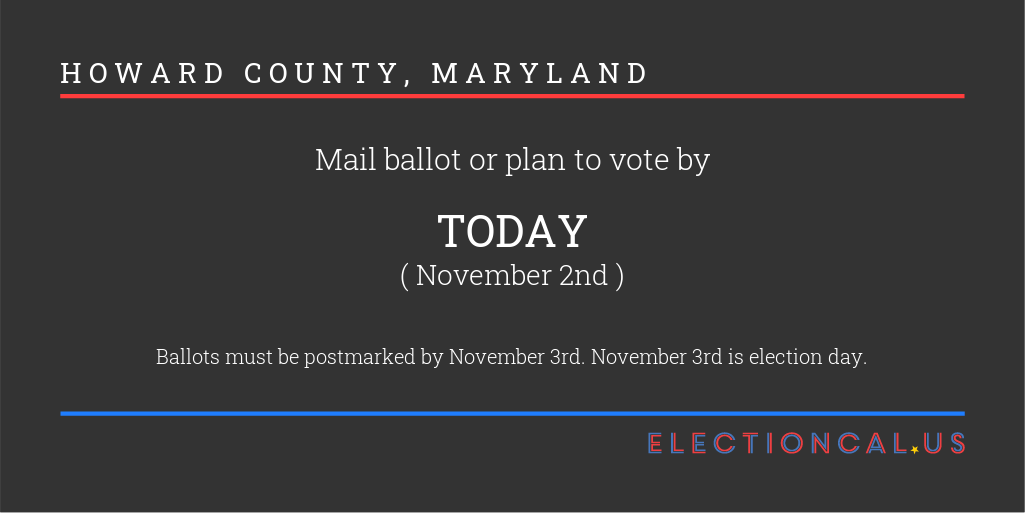 HOWARD COUNTY, MARYLAND
Mail ballot or plan to vote by
TODAY
( November 2nd )
Ballots must be postmarked by November 3rd. November 3rd is election day.
ELECTIONCAL.US